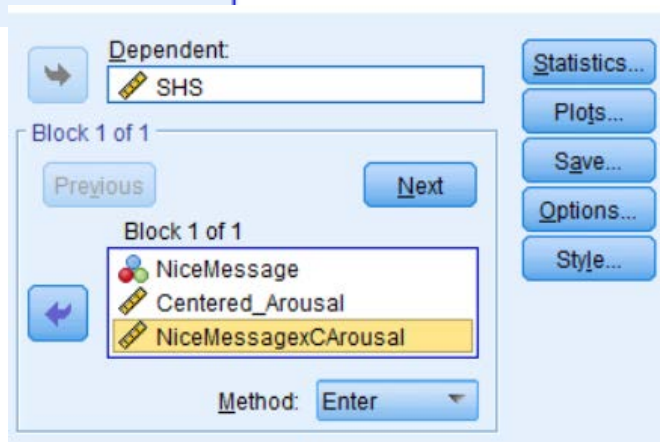 Dependent:
SHS
Statistics...
Plots...
Save...
Options...
Style...
Block 1 of 1
Previous
Next
Block 1 of 1
NiceMessage
Centered_Arousal
NiceMessagexCArousal
Method: Enter